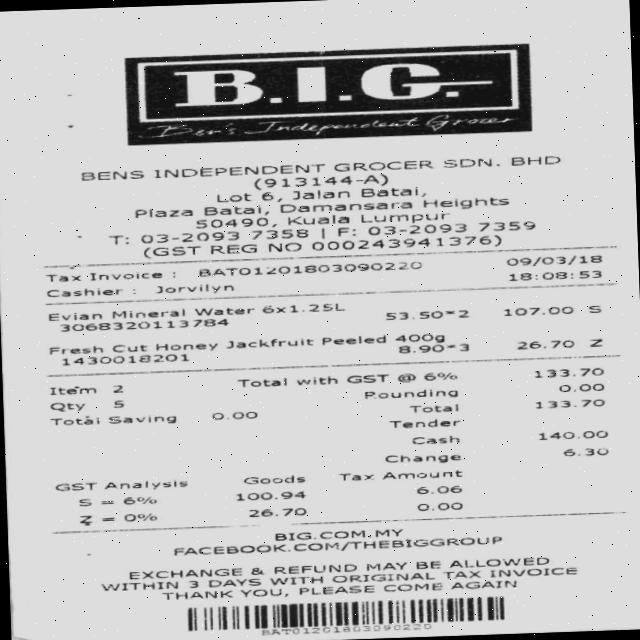 B.I.G.
Ben's Independent Grocer
BENS INDEPENDENT GROCER SDN. BHD
(913144-A)
Lot 6, Jalan Batai,
Plaza Batai, Damansara Heights
50490, Kuala Lumpur
T: 03-2093 7358 | F: 03-2093 7359
(GST REG NO 000243941376)
Tax Invoice : BAT01201803090220 09/03/18
Cashier : Jorvilyn 18:08:53
Evian Mineral Water 6x1.25L
3068320113784 53.50*2 107.00 S
Fresh Cut Honey Jackfruit Peeled 400g
1430018201 8.90*3 26.70 Z
Item 2 Total with GST @ 6% 133.70
Qty 5 Rounding 0.00
Total Saving 0.00 Total 133.70
Tender
Cash 140.00
Change 6.30
GST Analysis Goods Tax Amount
S = 6% 100.94 6.06
Z = 0% 26.70 0.00
BIG.COM.MY
FACEBOOK.COM/THEBIGGROUP
EXCHANGE & REFUND MAY BE ALLOWED
WITHIN 3 DAYS WITH ORIGINAL TAX INVOICE
THANK YOU, PLEASE COME AGAIN
BAT01201803090220